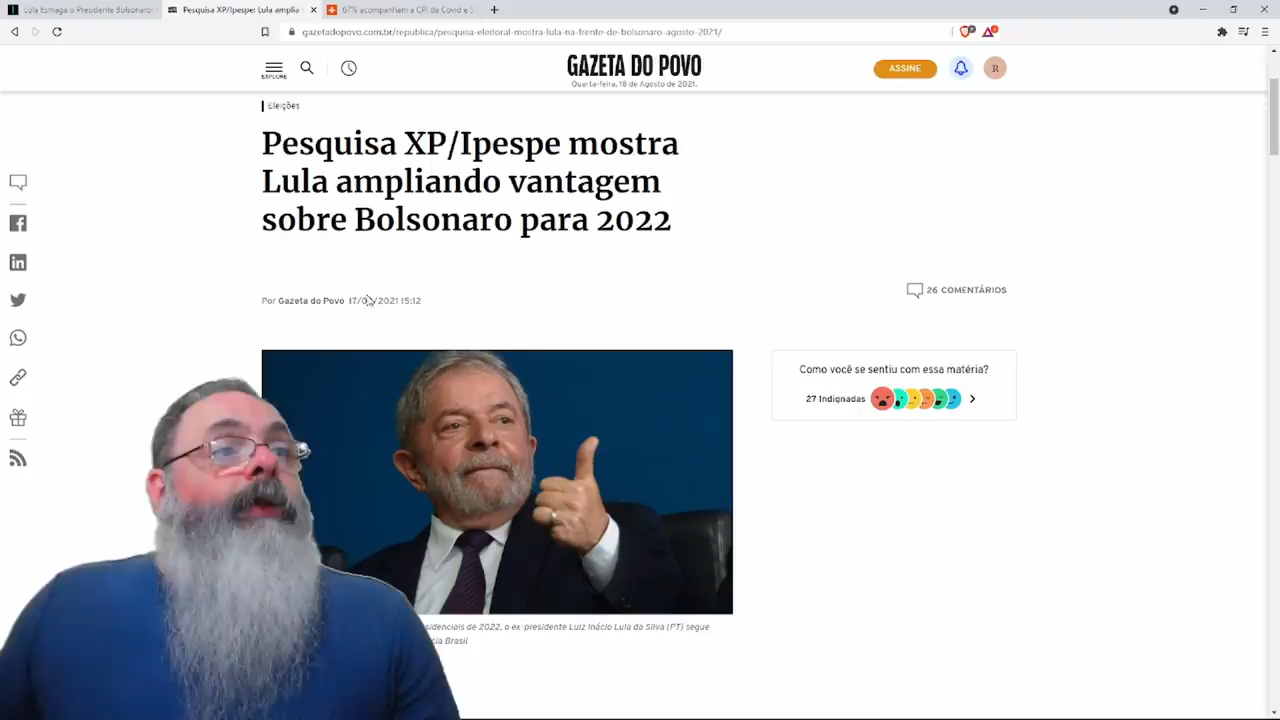 Lula Esmaga o Presidente Bolsonaro
Pesquisa XP/Ipespe: Lula amplia
67% acompanham a CPI da Covid e
gazetadopovo.com.br/republica/pesquisa-eleitoral-mostra-lula-na-frente-de-bolsonaro-agosto-2021/
EXPLORE
GAZETA DO POVO
Quarta-feira, 18 de Agosto de 2021.
ASSINE
R
Eleições
Pesquisa XP/Ipespe mostra
Lula ampliando vantagem
sobre Bolsonaro para 2022
Por Gazeta do Povo 17/0 /2021 15:12
26 COMENTÁRIOS
Como você se sentiu com essa matéria?
27 Indignadas
sidenciais de 2022, o ex-presidente Luiz Inácio Lula da Silva (PT) segue
cia Brasil